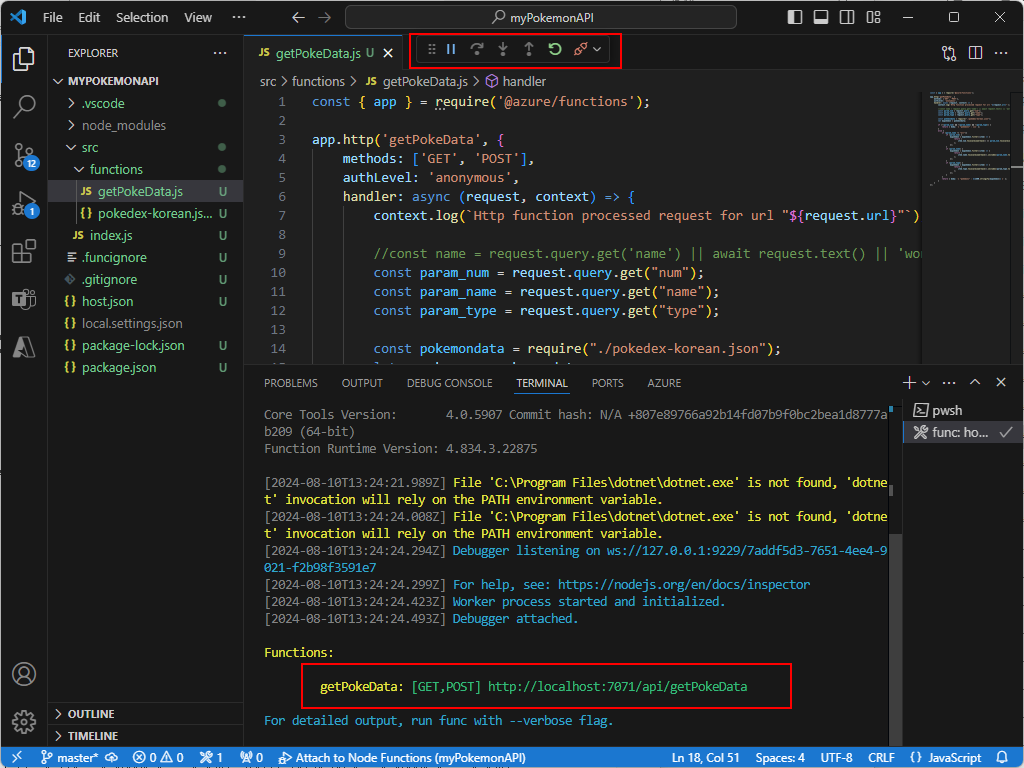 File Edit Selection View ··· myPokemonAPI
EXPLORER ···
MYPOKEMONAPI
.vscode
node_modules
src
functions
JS getPokeData.js U
{} pokedex-korean.js... U
JS index.js U
.funcignore U
.gitignore U
{} host.json U
{} local.settings.json
{} package-lock.json U
{} package.json U
OUTLINE
TIMELINE
12
1
JS getPokeData.js U
src > functions > JS getPokeData.js > handler
1 const { app } = require('@azure/functions');
2
3 app.http('getPokeData', {
4 methods: ['GET', 'POST'],
5 authLevel: 'anonymous',
6 handler: async (request, context) => {
7 context.log(`Http function processed request for url "${request.url}"`)
8
9 //const name = request.query.get('name') || await request.text() || 'wo
10 const param_num = request.query.get("num");
11 const param_name = request.query.get("name");
12 const param_type = request.query.get("type");
13
14 const pokemondata = require("./pokedex-korean.json");
PROBLEMS OUTPUT DEBUG CONSOLE TERMINAL PORTS AZURE
pwsh
func: ho...
Core Tools Version: 4.0.5907 Commit hash: N/A +807e89766a92b14fd07b9f0bc2bea1d8777a
b209 (64-bit)
Function Runtime Version: 4.834.3.22875
[2024-08-10T13:24:21.989Z] File 'C:\Program Files\dotnet\dotnet.exe' is not found, 'dotne
t' invocation will rely on the PATH environment variable.
[2024-08-10T13:24:24.008Z] File 'C:\Program Files\dotnet\dotnet.exe' is not found, 'dotne
t' invocation will rely on the PATH environment variable.
[2024-08-10T13:24:24.294Z] Debugger listening on ws://127.0.0.1:9229/7addf5d3-7651-4ee4-9
021-f2b98f3591e7
[2024-08-10T13:24:24.299Z] For help, see: https://nodejs.org/en/docs/inspector
[2024-08-10T13:24:24.423Z] Worker process started and initialized.
[2024-08-10T13:24:24.493Z] Debugger attached.
Functions:
getPokeData: [GET,POST] http://localhost:7071/api/getPokeData
For detailed output, run func with --verbose flag.
master* 0 0 1 0 Attach to Node Functions (myPokemonAPI) Ln 18, Col 51 Spaces: 4 UTF-8 CRLF {} JavaScript